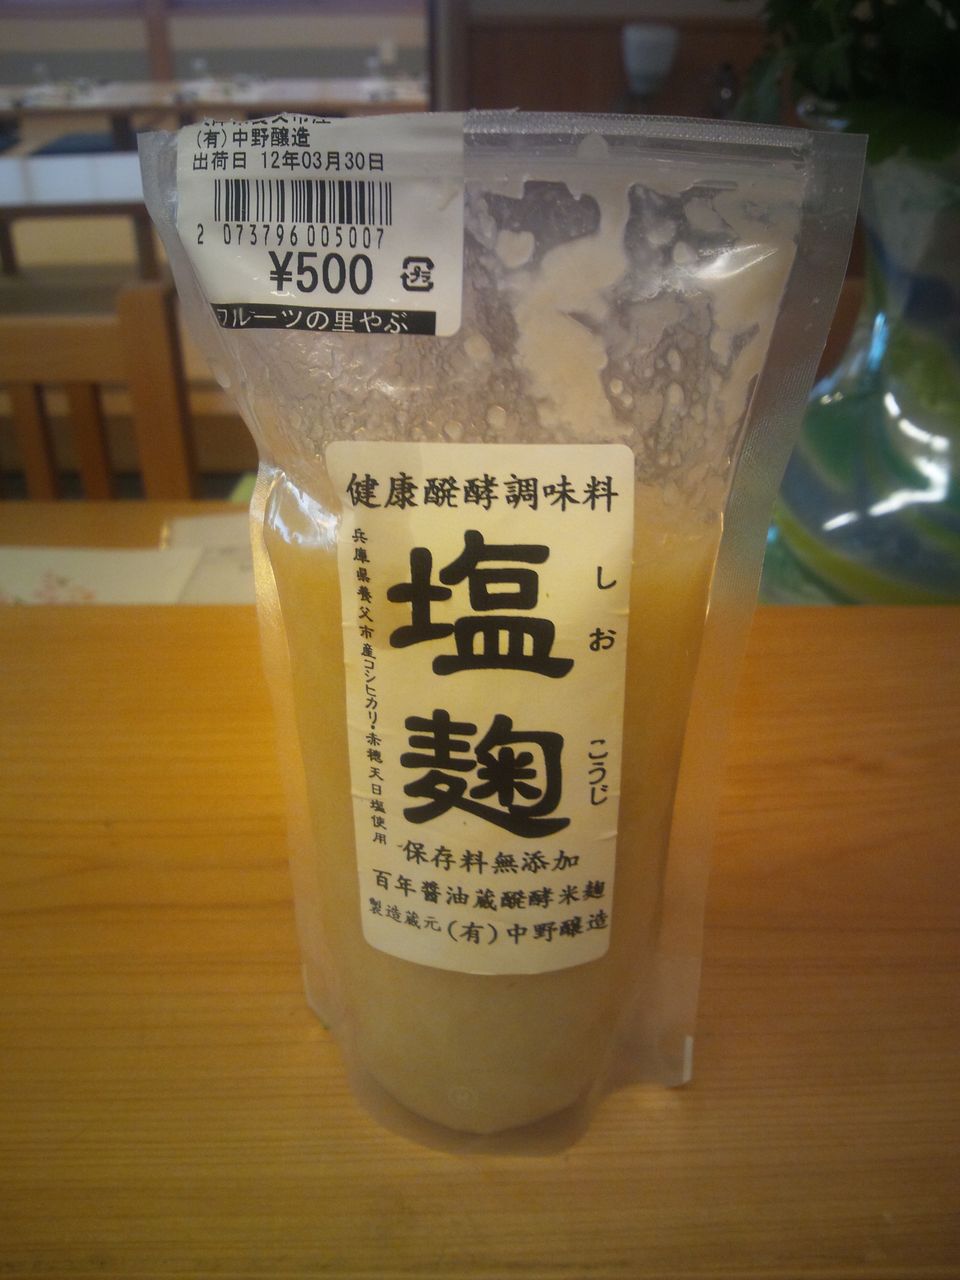 (有)中野醸造
出荷日 12年03月30日
2 073796 005007
¥500
プラ
フルーツの里やぶ
健康醗酵調味料
塩麹
しお
こうじ
兵庫県養父市産コシヒカリ・赤穂天日塩使用
保存料無添加
百年醬油蔵醗酵米麹
製造蔵元(有)中野醸造